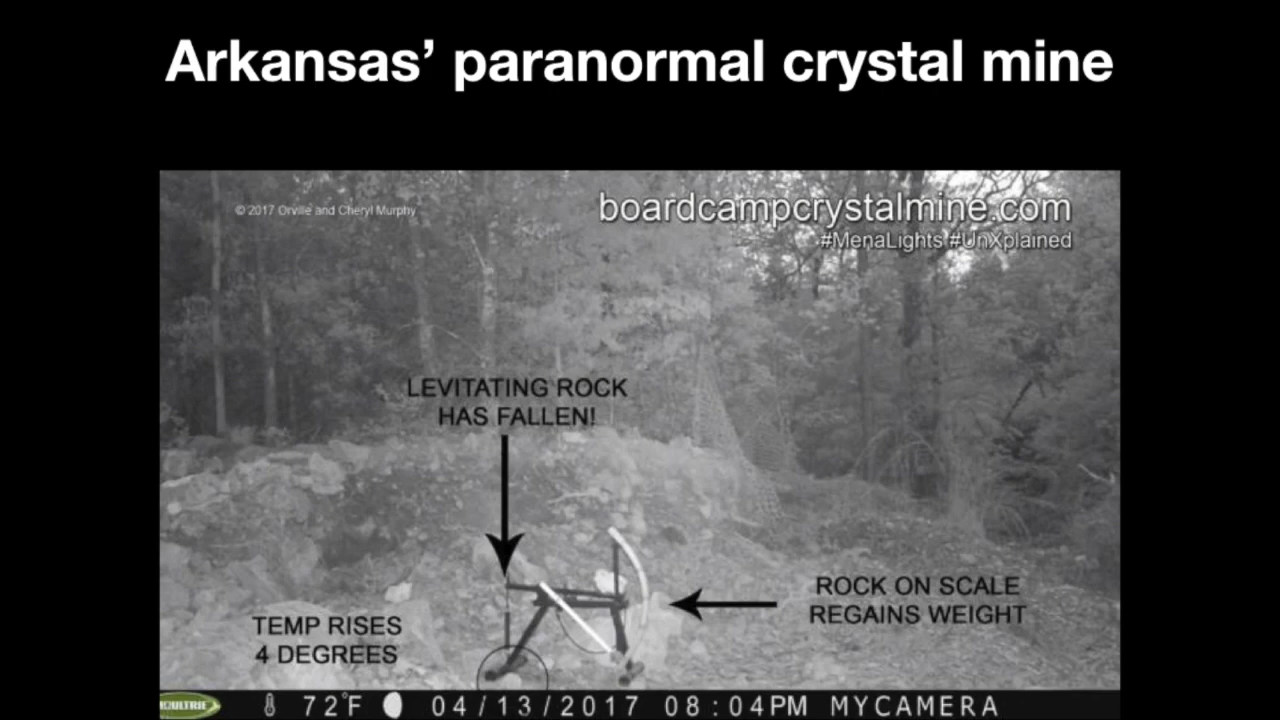 Arkansas’ paranormal crystal mine
© 2017 Orville and Cheryl Murphy
boardcampcrystalmine.com
#MenaLights #UnXplained
LEVITATING ROCK
HAS FALLEN!
ROCK ON SCALE
REGAINS WEIGHT
TEMP RISES
4 DEGREES
MOULTRIE 72°F 04/13/2017 08:04PM MYCAMERA